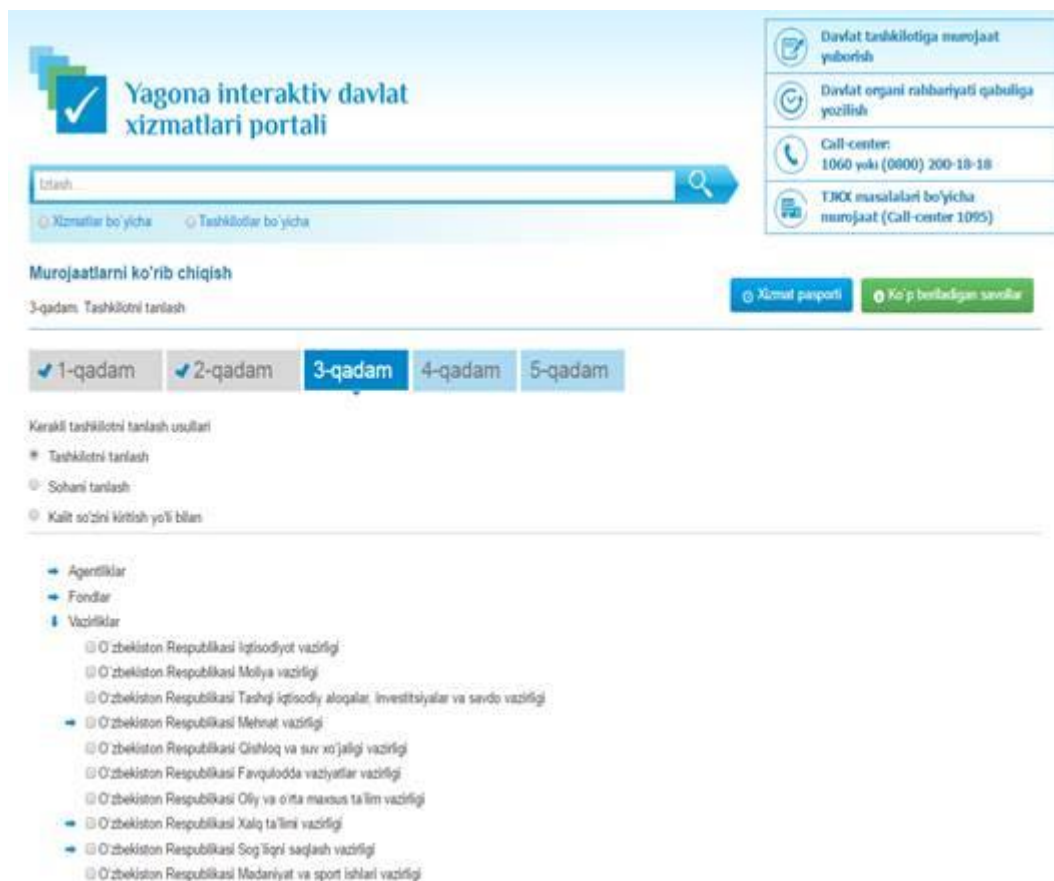 Yagona interaktiv davlat
xizmatlari portali
Davlat tashkilotiga murojaat
yuborish
Davlat organi rahbariyati qabuliga
yozilish
Call-center:
1060 yoki (0800) 200-18-18
TJKX masalalari bo'yicha
murojaat (Call-center 1095)
Izlash...
Xizmatlar bo'yicha
Tashkilotlar bo'yicha
Murojaatlarni ko'rib chiqish
3-qadam. Tashkilotni tanlash
Xizmat pasporti
Ko'p beriladigan savollar
1-qadam
2-qadam
3-qadam
4-qadam
5-qadam
Kerakli tashkilotni tanlash usullari
Tashkilotni tanlash
Sohani tanlash
Kalit so'zini kiritish yo'li bilan
Agentliklar
Fondlar
Vazirliklar
O'zbekiston Respublikasi Iqtisodiyot vazirligi
O'zbekiston Respublikasi Moliya vazirligi
O'zbekiston Respublikasi Tashqi iqtisodiy aloqalar, investitsiyalar va savdo vazirligi
O'zbekiston Respublikasi Mehnat vazirligi
O'zbekiston Respublikasi Qishloq va suv xo'jaligi vazirligi
O'zbekiston Respublikasi Favqulodda vaziyatlar vazirligi
O'zbekiston Respublikasi Oliy va o'rta maxsus ta'lim vazirligi
O'zbekiston Respublikasi Xalq ta'limi vazirligi
O'zbekiston Respublikasi Sog'liqni saqlash vazirligi
O'zbekiston Respublikasi Madaniyat va sport ishlari vazirligi